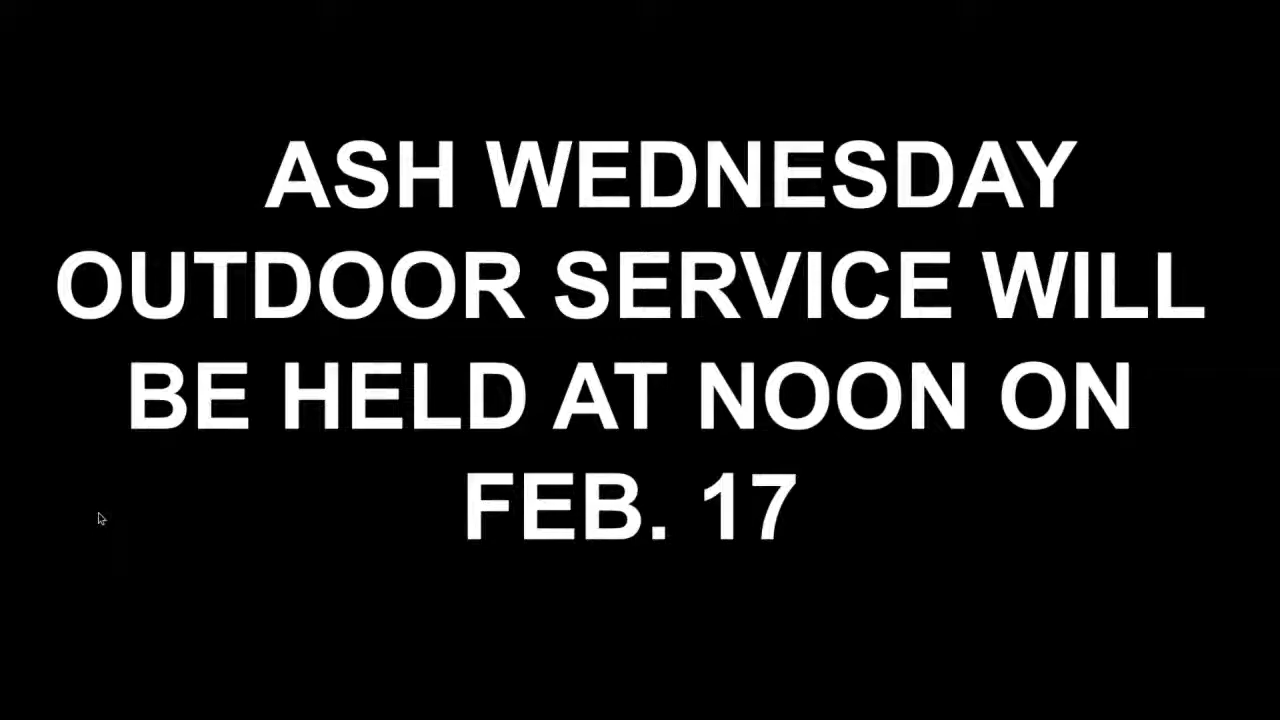 ASH WEDNESDAY
OUTDOOR SERVICE WILL
BE HELD AT NOON ON
FEB. 17